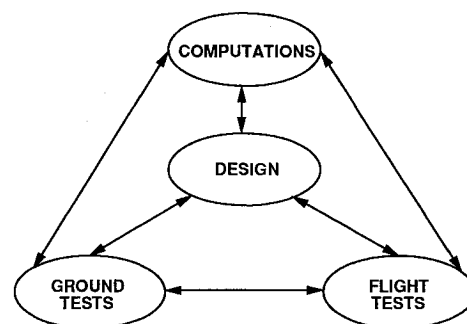 COMPUTATIONS
DESIGN
GROUND
TESTS
FLIGHT
TESTS